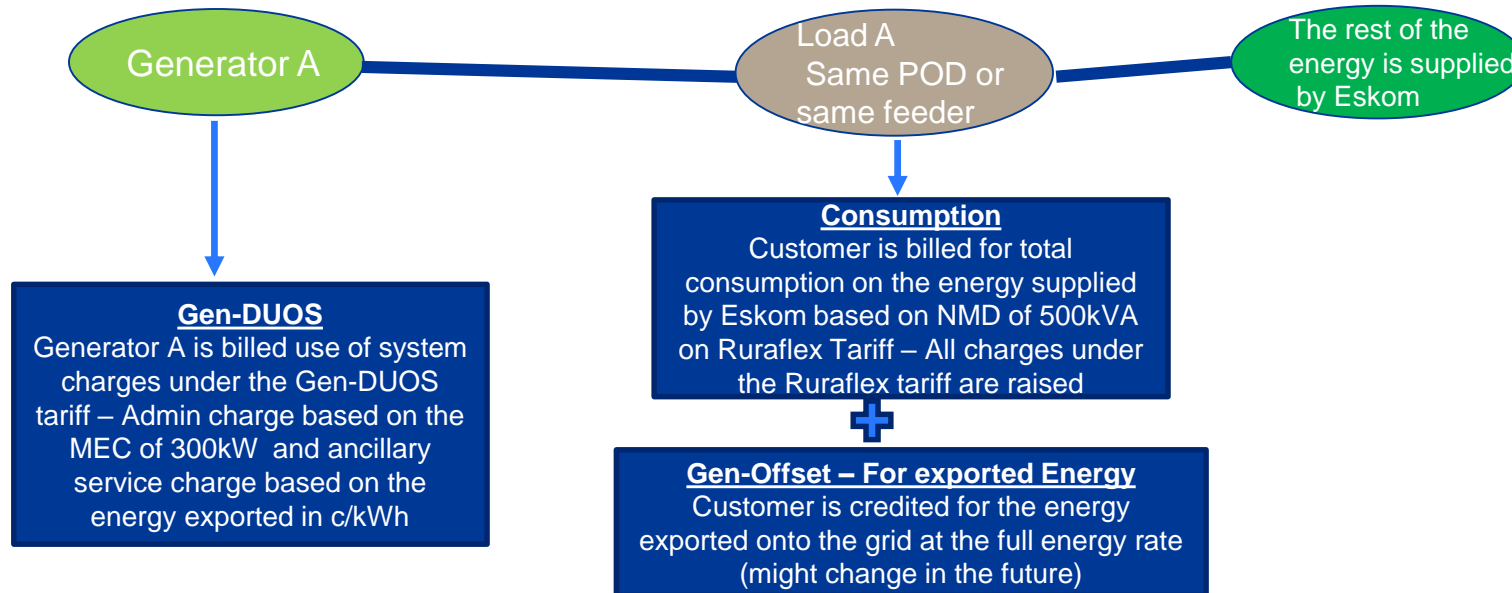 Generator A
Load A
Same POD or
same feeder
The rest of the
energy is supplied
by Eskom
Gen-DUOS
Generator A is billed use of system
charges under the Gen-DUOS
tariff – Admin charge based on the
MEC of 300kW and ancillary
service charge based on the
energy exported in c/kWh
Consumption
Customer is billed for total
consumption on the energy supplied
by Eskom based on NMD of 500kVA
on Ruraflex Tariff – All charges under
the Ruraflex tariff are raised
Gen-Offset – For exported Energy
Customer is credited for the energy
exported onto the grid at the full energy rate
(might change in the future)